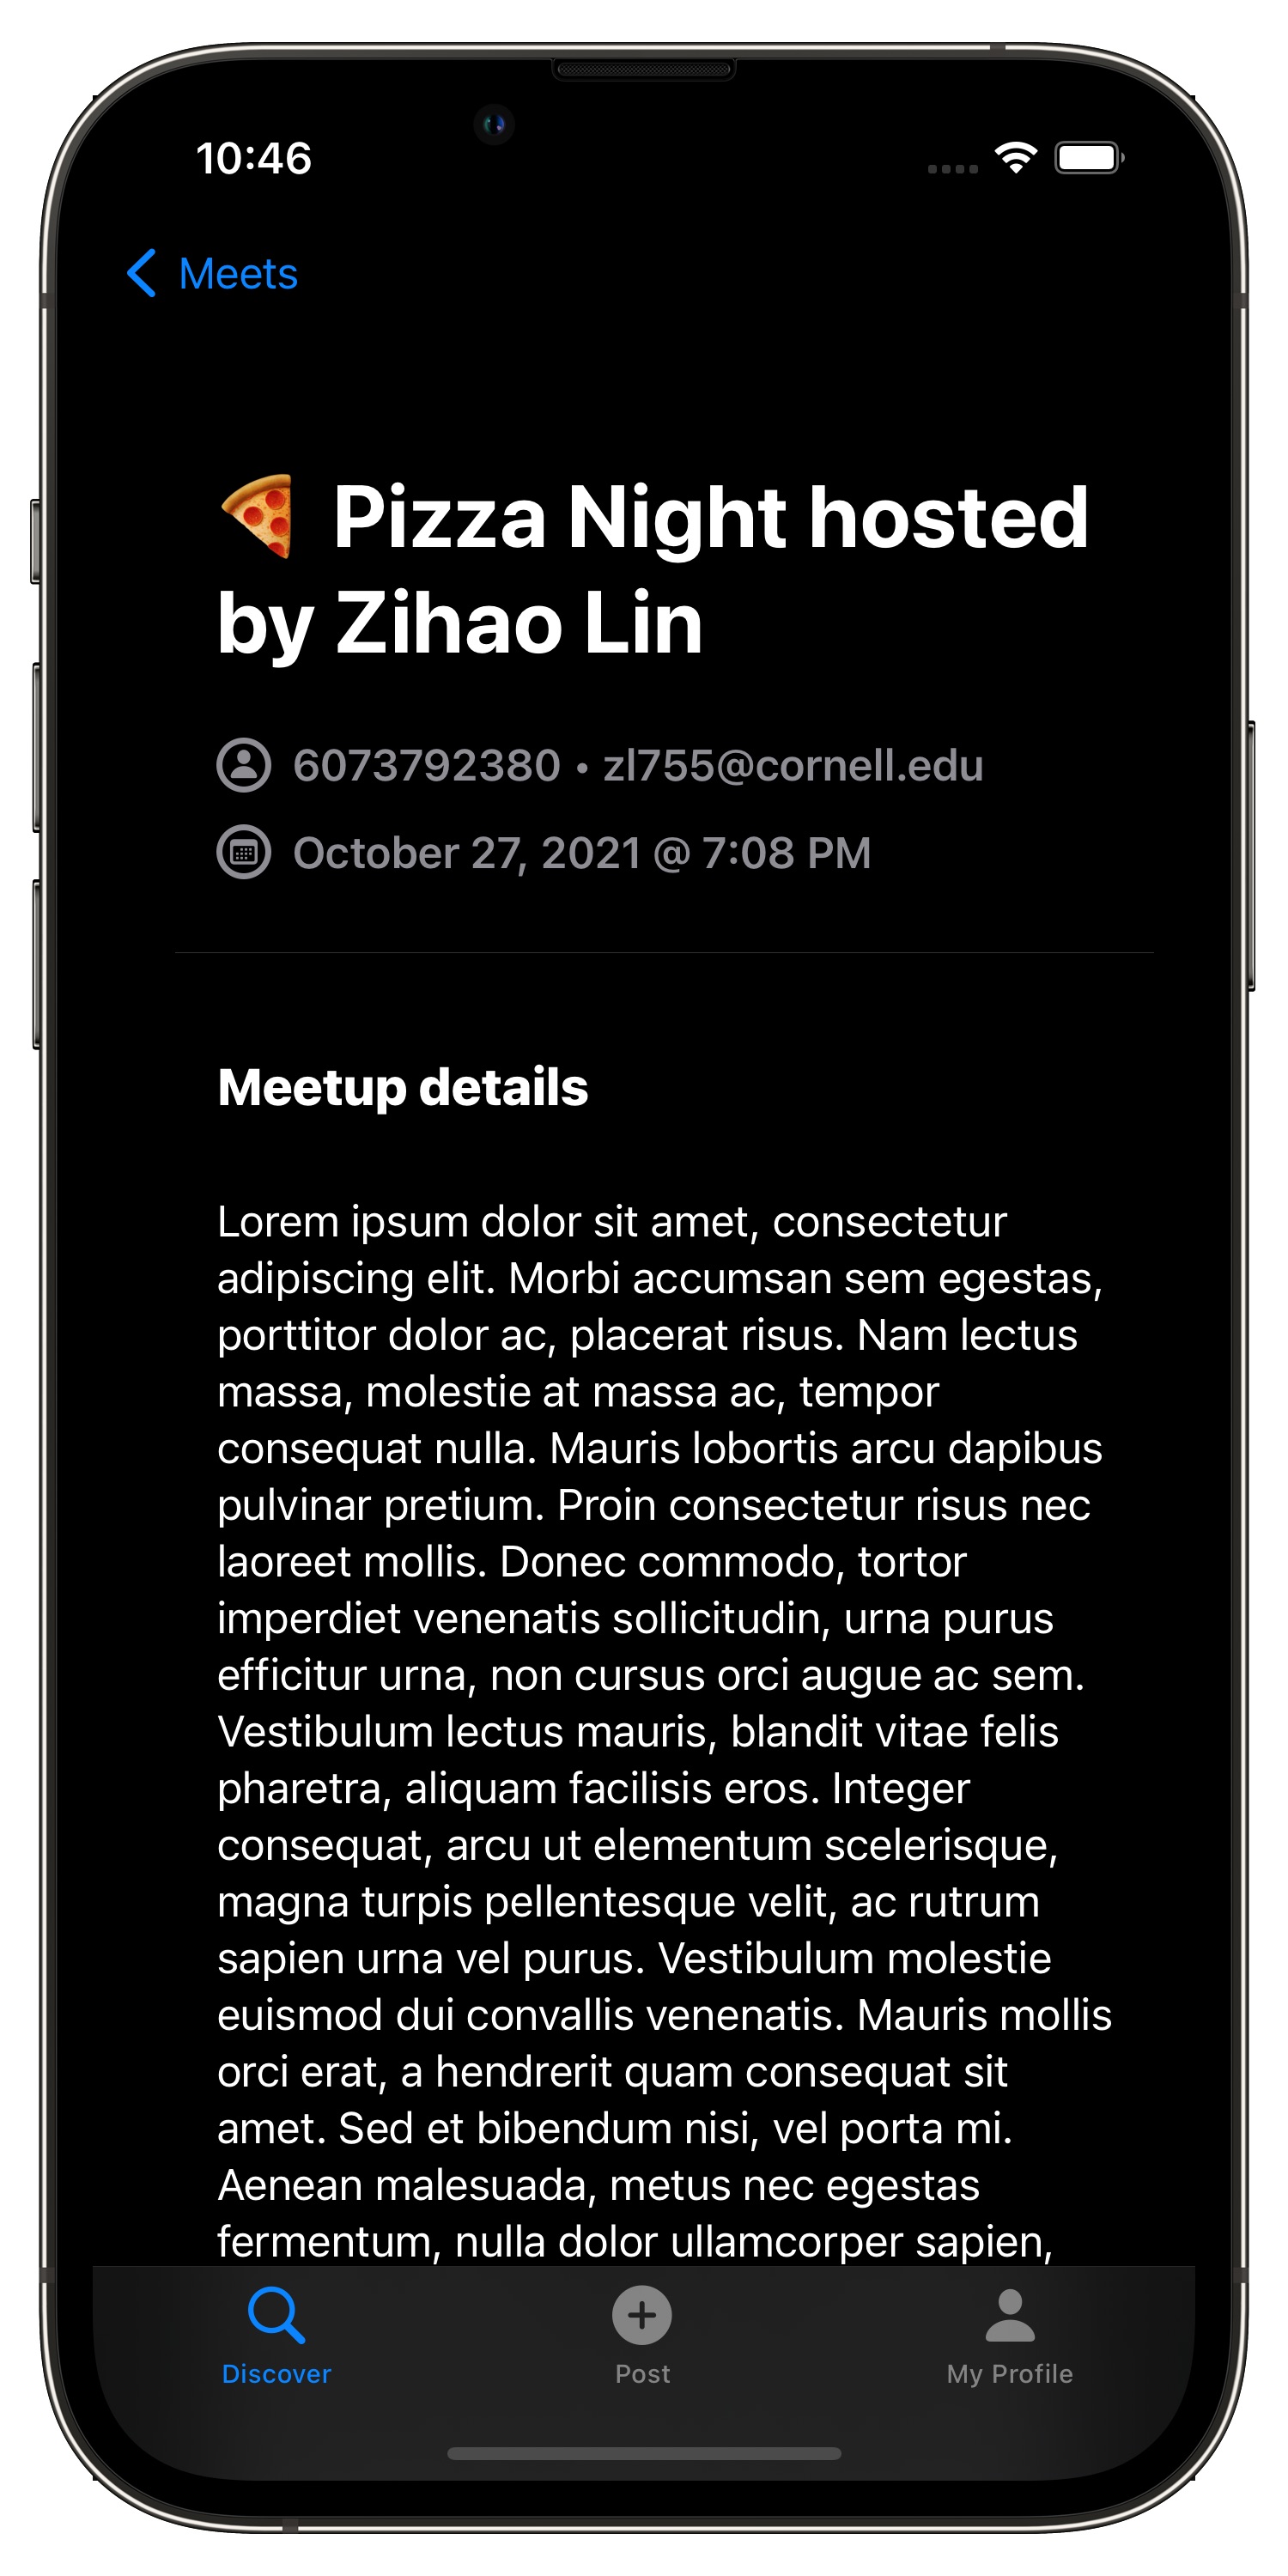 10:46
Meets
🍕 Pizza Night hosted
by Zihao Lin
6073792380 • zl755@cornell.edu
October 27, 2021 @ 7:08 PM
Meetup details
Lorem ipsum dolor sit amet, consectetur
adipiscing elit. Morbi accumsan sem egestas,
porttitor dolor ac, placerat risus. Nam lectus
massa, molestie at massa ac, tempor
consequat nulla. Mauris lobortis arcu dapibus
pulvinar pretium. Proin consectetur risus nec
laoreet mollis. Donec commodo, tortor
imperdiet venenatis sollicitudin, urna purus
efficitur urna, non cursus orci augue ac sem.
Vestibulum lectus mauris, blandit vitae felis
pharetra, aliquam facilisis eros. Integer
consequat, arcu ut elementum scelerisque,
magna turpis pellentesque velit, ac rutrum
sapien urna vel purus. Vestibulum molestie
euismod dui convallis venenatis. Mauris mollis
orci erat, a hendrerit quam consequat sit
amet. Sed et bibendum nisi, vel porta mi.
Aenean malesuada, metus nec egestas
fermentum, nulla dolor ullamcorper sapien,
Discover
Post
My Profile